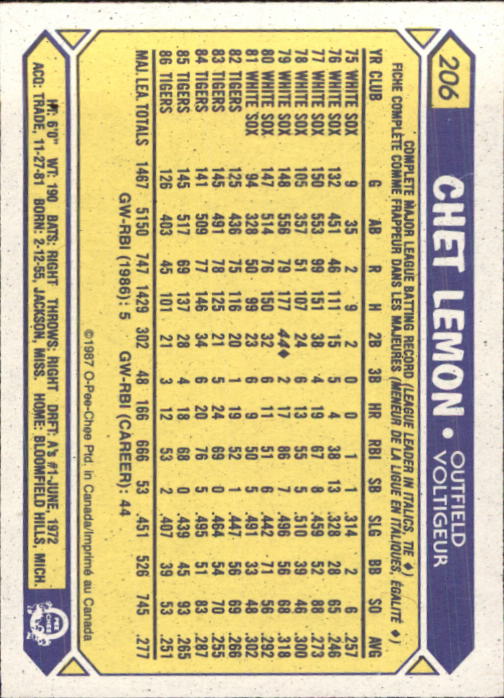 206
CHET LEMON • OUTFIELD
VOLTIGEUR
COMPLETE MAJOR LEAGUE BATTING RECORD (LEAGUE LEADER IN ITALICS, TIE ♦)
FICHE COMPLÈTE COMME FRAPPEUR DANS LES MAJEURES (MENEUR DE LA LIGUE EN ITALIQUES, ÉGALITÉ ♦)
YR CLUB G AB R H 2B 3B HR RBI SB SLG BB SO AVG
75 WHITE SOX 9 35 2 9 2 0 0 1 1 .314 2 6 .257
76 WHITE SOX 132 451 46 111 15 5 4 38 13 .328 28 65 .246
77 WHITE SOX 150 553 99 151 38 4 19 67 8 .459 52 88 .273
78 WHITE SOX 105 357 51 107 24 6 13 55 5 .510 39 46 .300
79 WHITE SOX 148 556 79 177 44♦ 2 17 86 7 .496 56 68 .318
80 WHITE SOX 147 514 76 150 32 6 11 51 6 .442 71 56 .292
81 WHITE SOX 94 328 50 99 23 6 9 50 5 .491 33 48 .302
82 TIGERS 125 436 75 116 20 1 19 52 1 .447 56 69 .266
83 TIGERS 145 491 78 125 21 5 24 69 0 .464 54 70 .255
84 TIGERS 141 509 77 146 34 6 20 76 5 .495 51 83 .287
85 TIGERS 145 517 69 137 28 4 18 68 0 .439 45 93 .265
86 TIGERS 126 403 45 101 21 3 12 53 2 .407 39 53 .251
MAJ. LEA. TOTALS 1467 5150 747 1429 302 48 166 666 53 .451 526 745 .277
GW-RBI (1986): 5 GW-RBI (CAREER): 44
©1987 O-Pee-Chee Ptd. in Canada/Imprimé au Canada
HT: 6'0" WT: 190 BATS: RIGHT THROWS: RIGHT DRFT: A's #1-JUNE, 1972
ACQ: TRADE, 11-27-81 BORN: 2-12-55, JACKSON, MISS. HOME: BLOOMFIELD HILLS, MICH.
O PEE CHEE